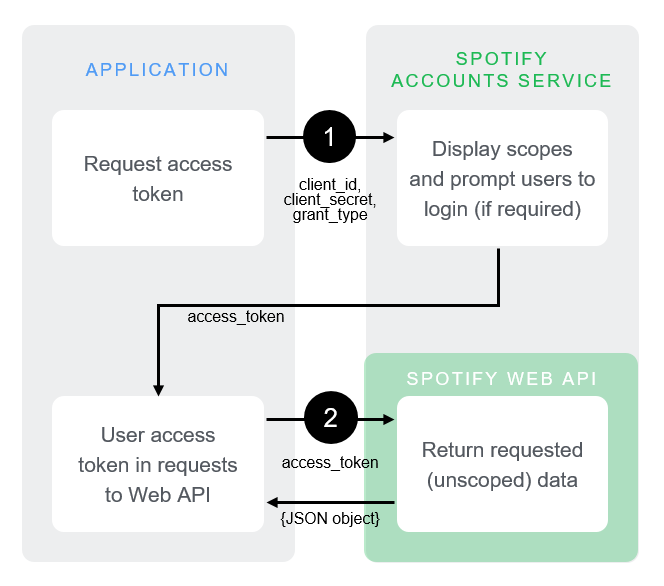 APPLICATION
SPOTIFY
ACCOUNTS SERVICE
Request access
token
1
client_id,
client_secret,
grant_type
Display scopes
and prompt users to
login (if required)
access_token
User access
token in requests
to Web API
2
access_token
{JSON object}
SPOTIFY WEB API
Return requested
(unscoped) data